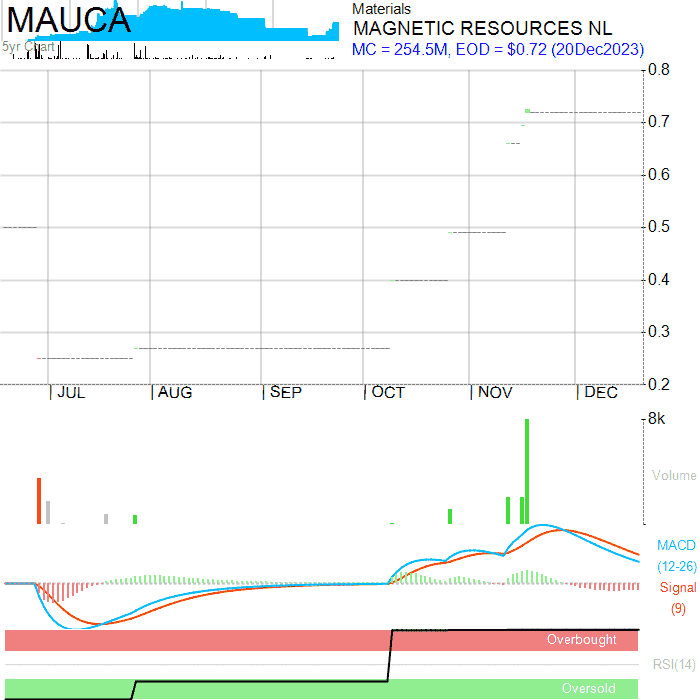 MAUCA
5yr Chart
Materials
MAGNETIC RESOURCES NL
MC = 254.5M, EOD = $0.72 (20Dec2023)
0.8
0.7
0.6
0.5
0.4
0.3
0.2
JUL AUG SEP OCT NOV DEC
8k
Volume
MACD
(12-26)
Signal
(9)
Overbought
RSI(14)
Oversold